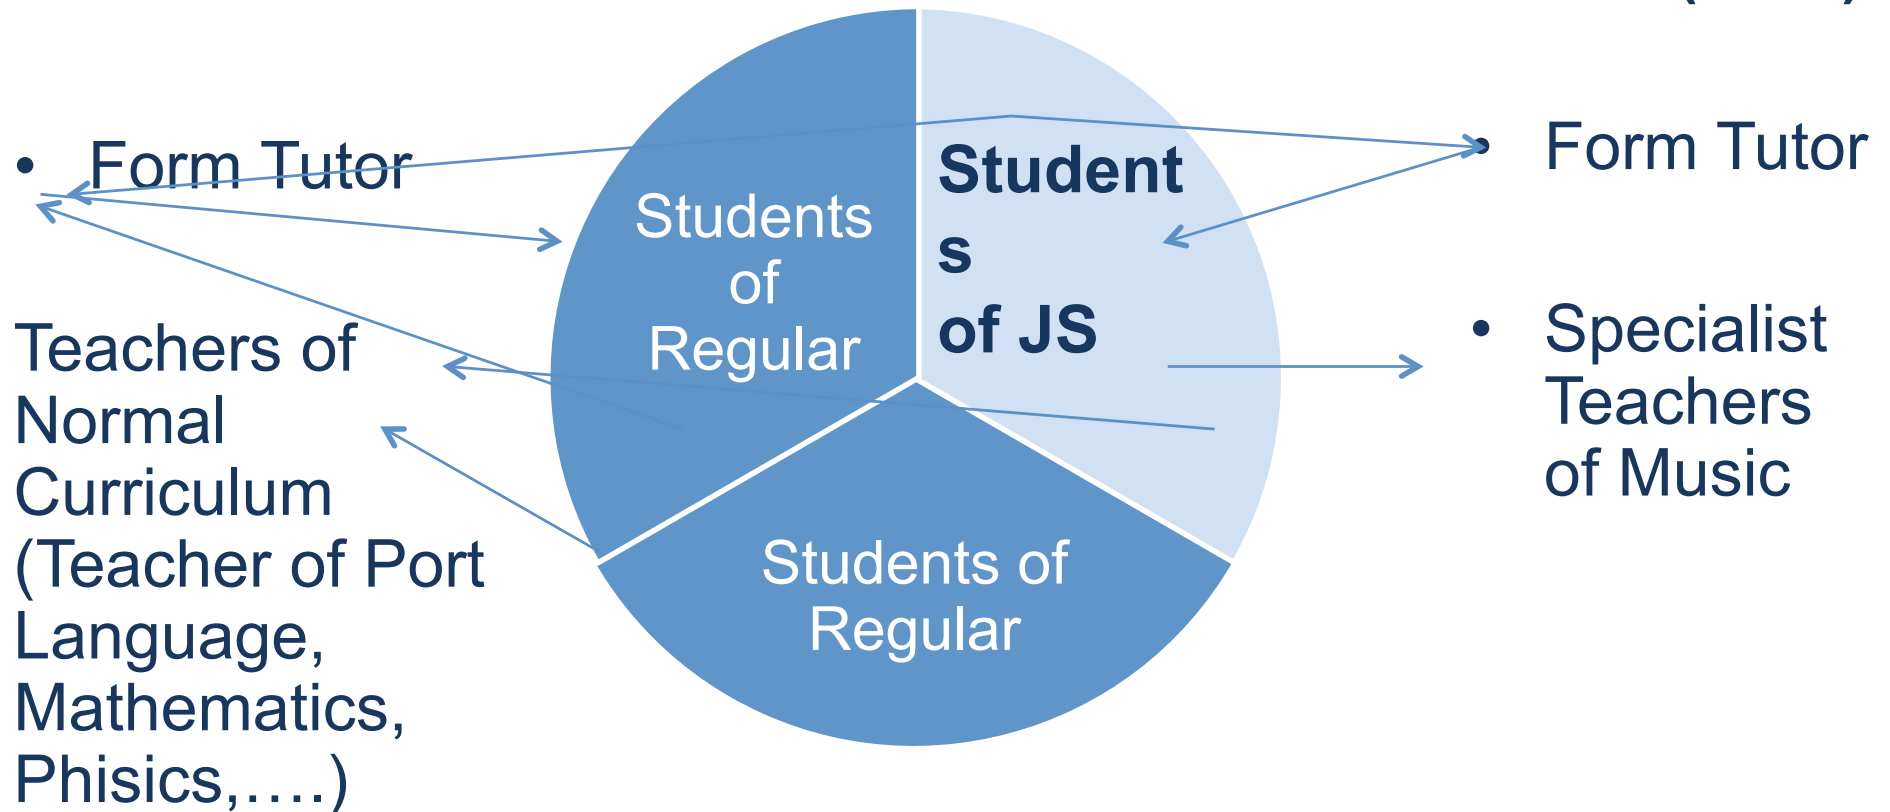 • Form Tutor
Teachers of
Normal
Curriculum
(Teacher of Port
Language,
Mathematics,
Phisics,….)
Students
of
Regular
Student
s
of JS
Students of
Regular
• Form Tutor
• Specialist
Teachers
of Music